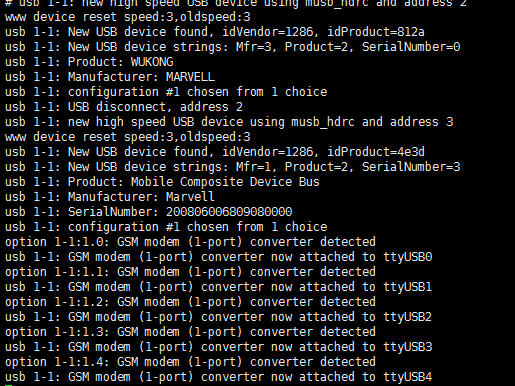 # usb 1-1: new high speed USB device using musb_hdrc and address 2
www device reset speed:3,oldspeed:3
usb 1-1: New USB device found, idVendor=1286, idProduct=812a
usb 1-1: New USB device strings: Mfr=3, Product=2, SerialNumber=0
usb 1-1: Product: WUKONG
usb 1-1: Manufacturer: MARVELL
usb 1-1: configuration #1 chosen from 1 choice
usb 1-1: USB disconnect, address 2
usb 1-1: new high speed USB device using musb_hdrc and address 3
www device reset speed:3,oldspeed:3
usb 1-1: New USB device found, idVendor=1286, idProduct=4e3d
usb 1-1: New USB device strings: Mfr=1, Product=2, SerialNumber=3
usb 1-1: Product: Mobile Composite Device Bus
usb 1-1: Manufacturer: Marvell
usb 1-1: SerialNumber: 200806006809080000
usb 1-1: configuration #1 chosen from 1 choice
option 1-1:1.0: GSM modem (1-port) converter detected
usb 1-1: GSM modem (1-port) converter now attached to ttyUSB0
option 1-1:1.1: GSM modem (1-port) converter detected
usb 1-1: GSM modem (1-port) converter now attached to ttyUSB1
option 1-1:1.2: GSM modem (1-port) converter detected
usb 1-1: GSM modem (1-port) converter now attached to ttyUSB2
option 1-1:1.3: GSM modem (1-port) converter detected
usb 1-1: GSM modem (1-port) converter now attached to ttyUSB3
option 1-1:1.4: GSM modem (1-port) converter detected
usb 1-1: GSM modem (1-port) converter now attached to ttyUSB4